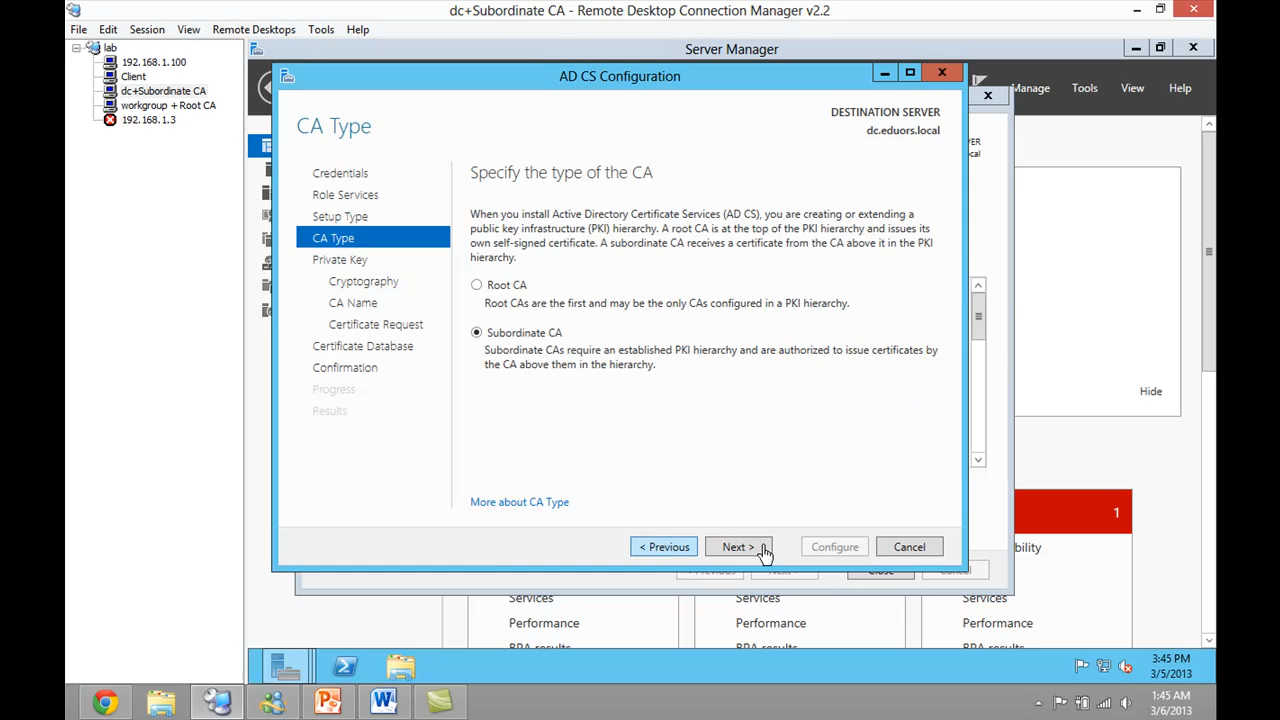 dc+Subordinate CA - Remote Desktop Connection Manager v2.2
File Edit Session View Remote Desktops Tools Help
lab
192.168.1.100
Client
dc+Subordinate CA
workgroup + Root CA
192.168.1.3
Server Manager
Manage Tools View Help
AD CS Configuration
CA Type
DESTINATION SERVER
dc.eduors.local
Credentials
Role Services
Setup Type
CA Type
Private Key
Cryptography
CA Name
Certificate Request
Certificate Database
Confirmation
Progress
Results
Specify the type of the CA
When you install Active Directory Certificate Services (AD CS), you are creating or extending a
public key infrastructure (PKI) hierarchy. A root CA is at the top of the PKI hierarchy and issues its
own self-signed certificate. A subordinate CA receives a certificate from the CA above it in the PKI
hierarchy.
Root CA
Root CAs are the first and may be the only CAs configured in a PKI hierarchy.
Subordinate CA
Subordinate CAs require an established PKI hierarchy and are authorized to issue certificates by
the CA above them in the hierarchy.
More about CA Type
< Previous Next > Configure Cancel
Hide
1
Services Services Services
Performance Performance Performance
3:45 PM
3/5/2013
1:45 AM
3/6/2013